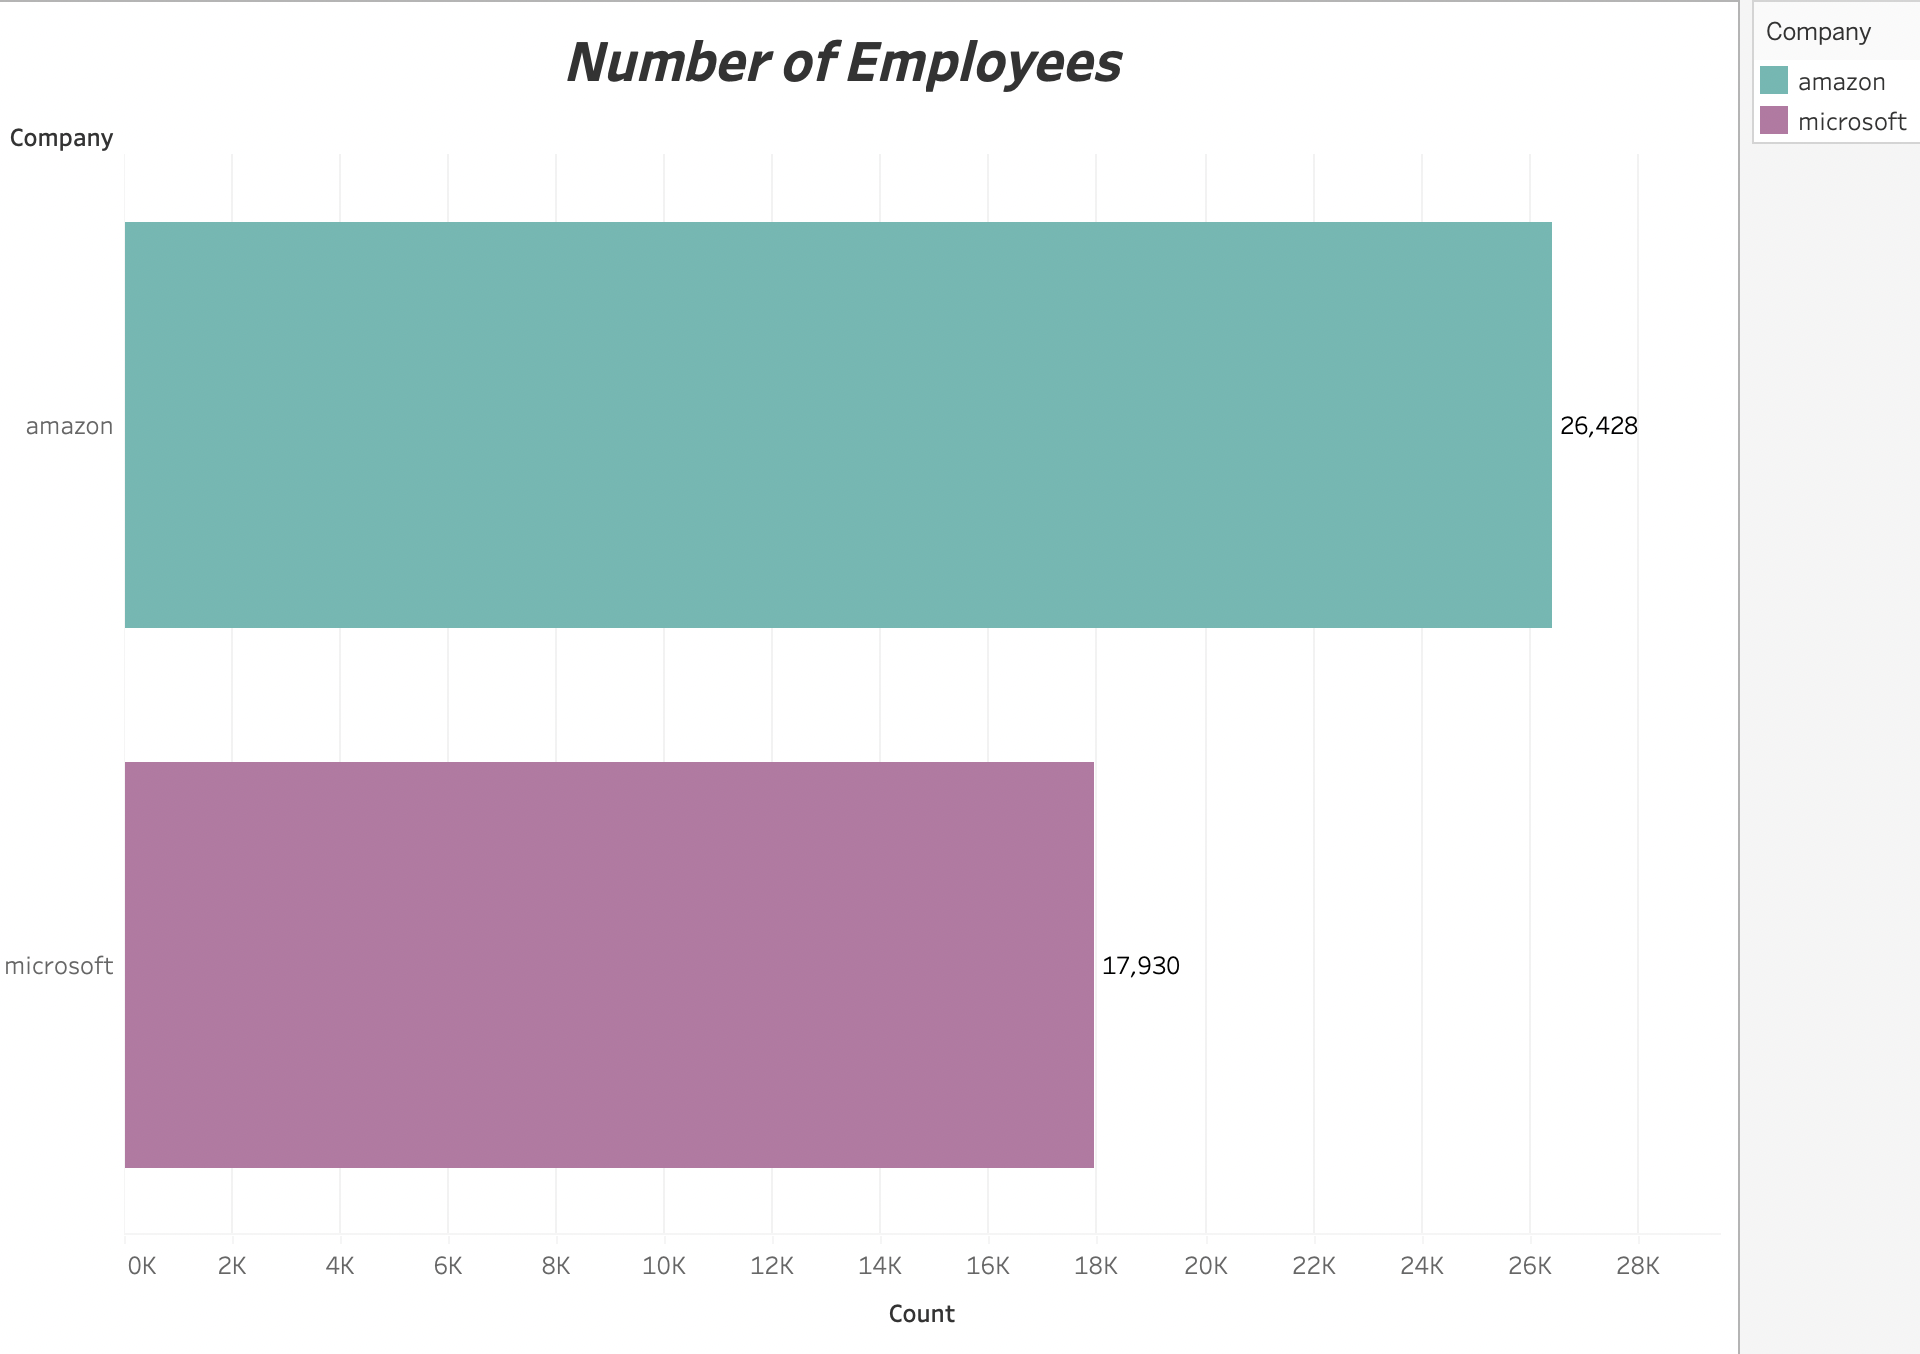 Number of Employees
Company
amazon
26,428
microsoft
17,930
0K 2K 4K 6K 8K 10K 12K 14K 16K 18K 20K 22K 24K 26K 28K
Count
Company
amazon
microsoft